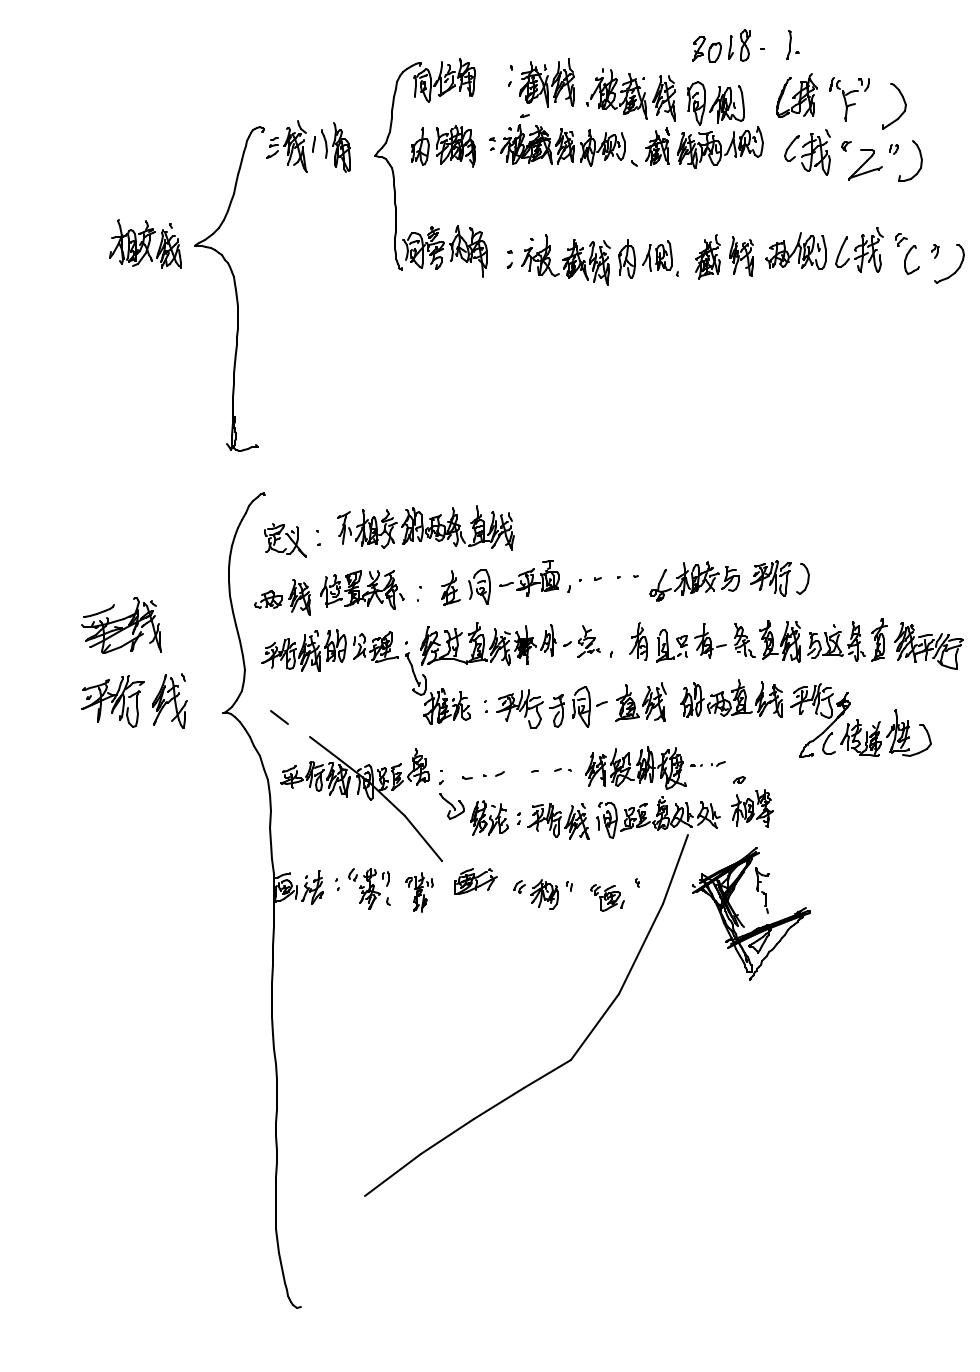 2018.1.
同位角：截线、被截线同侧（找“F”）
三线八角
内错角：被截线内侧、截线两侧（找“Z”）
相交线
同旁内角：被截线内侧、截线两侧（找“C”）
定义：不相交的两条直线
两线位置关系：在同一平面，……（相交与平行）
平行线的公理：经过直线外一点，有且只有一条直线与这条直线平行
平行线
推论：平行于同一直线的两直线平行
（传递性）
平行线间距离：…… 线段的长度……。
结论：平行线间距离处处相等
画法：“落”、“靠” “移”“画”